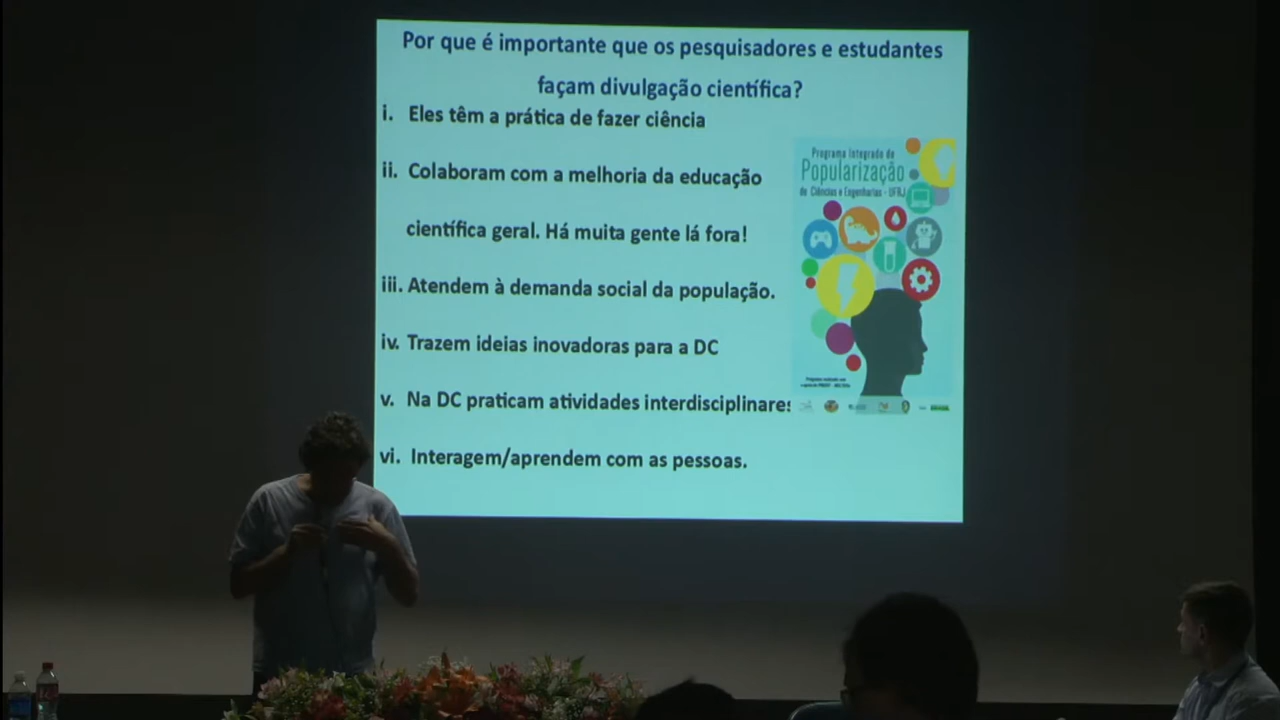 Por que é importante que os pesquisadores e estudantes
façam divulgação científica?
i. Eles têm a prática de fazer ciência
ii. Colaboram com a melhoria da educação
científica geral. Há muita gente lá fora!
iii. Atendem à demanda social da população.
iv. Trazem ideias inovadoras para a DC
v. Na DC praticam atividades interdisciplinares
vi. Interagem/aprendem com as pessoas.
Programa Integrado de
Popularização
de Ciências e Engenharias - UFRJ